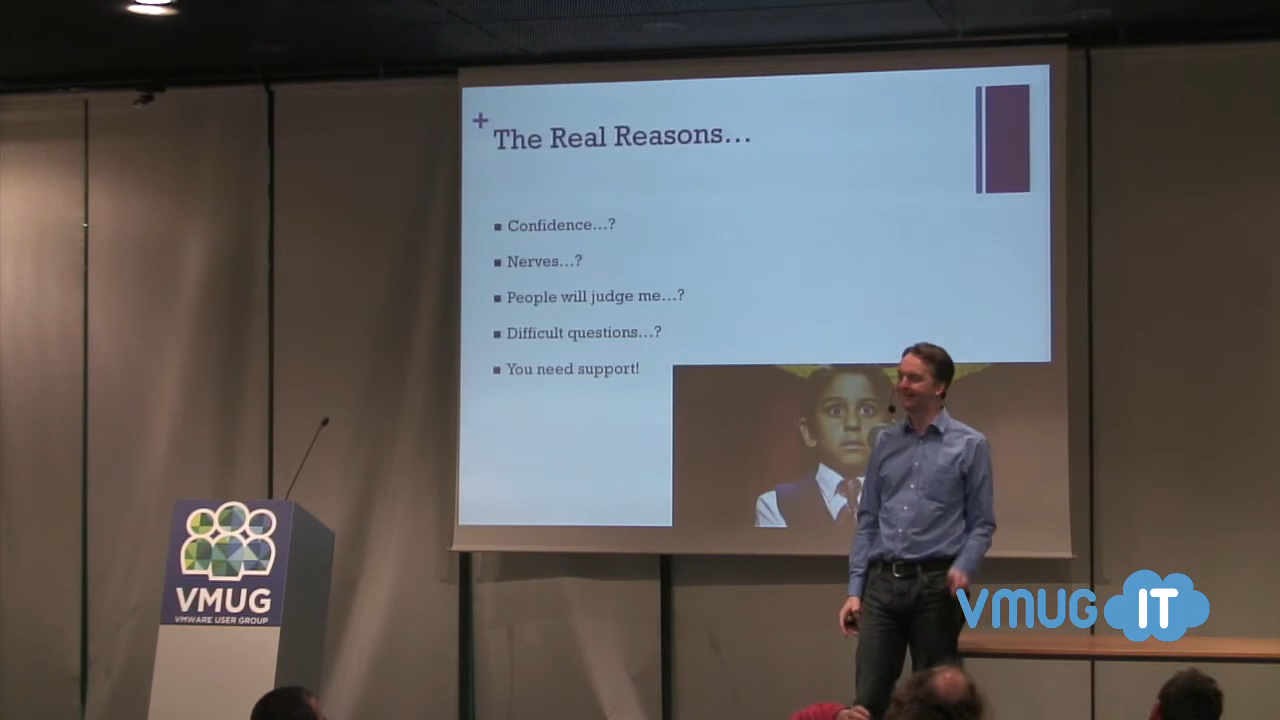 +
The Real Reasons...
■ Confidence...?
■ Nerves...?
■ People will judge me...?
■ Difficult questions...?
■ You need support!
VMUG
VMWARE USER GROUP
VMUG IT